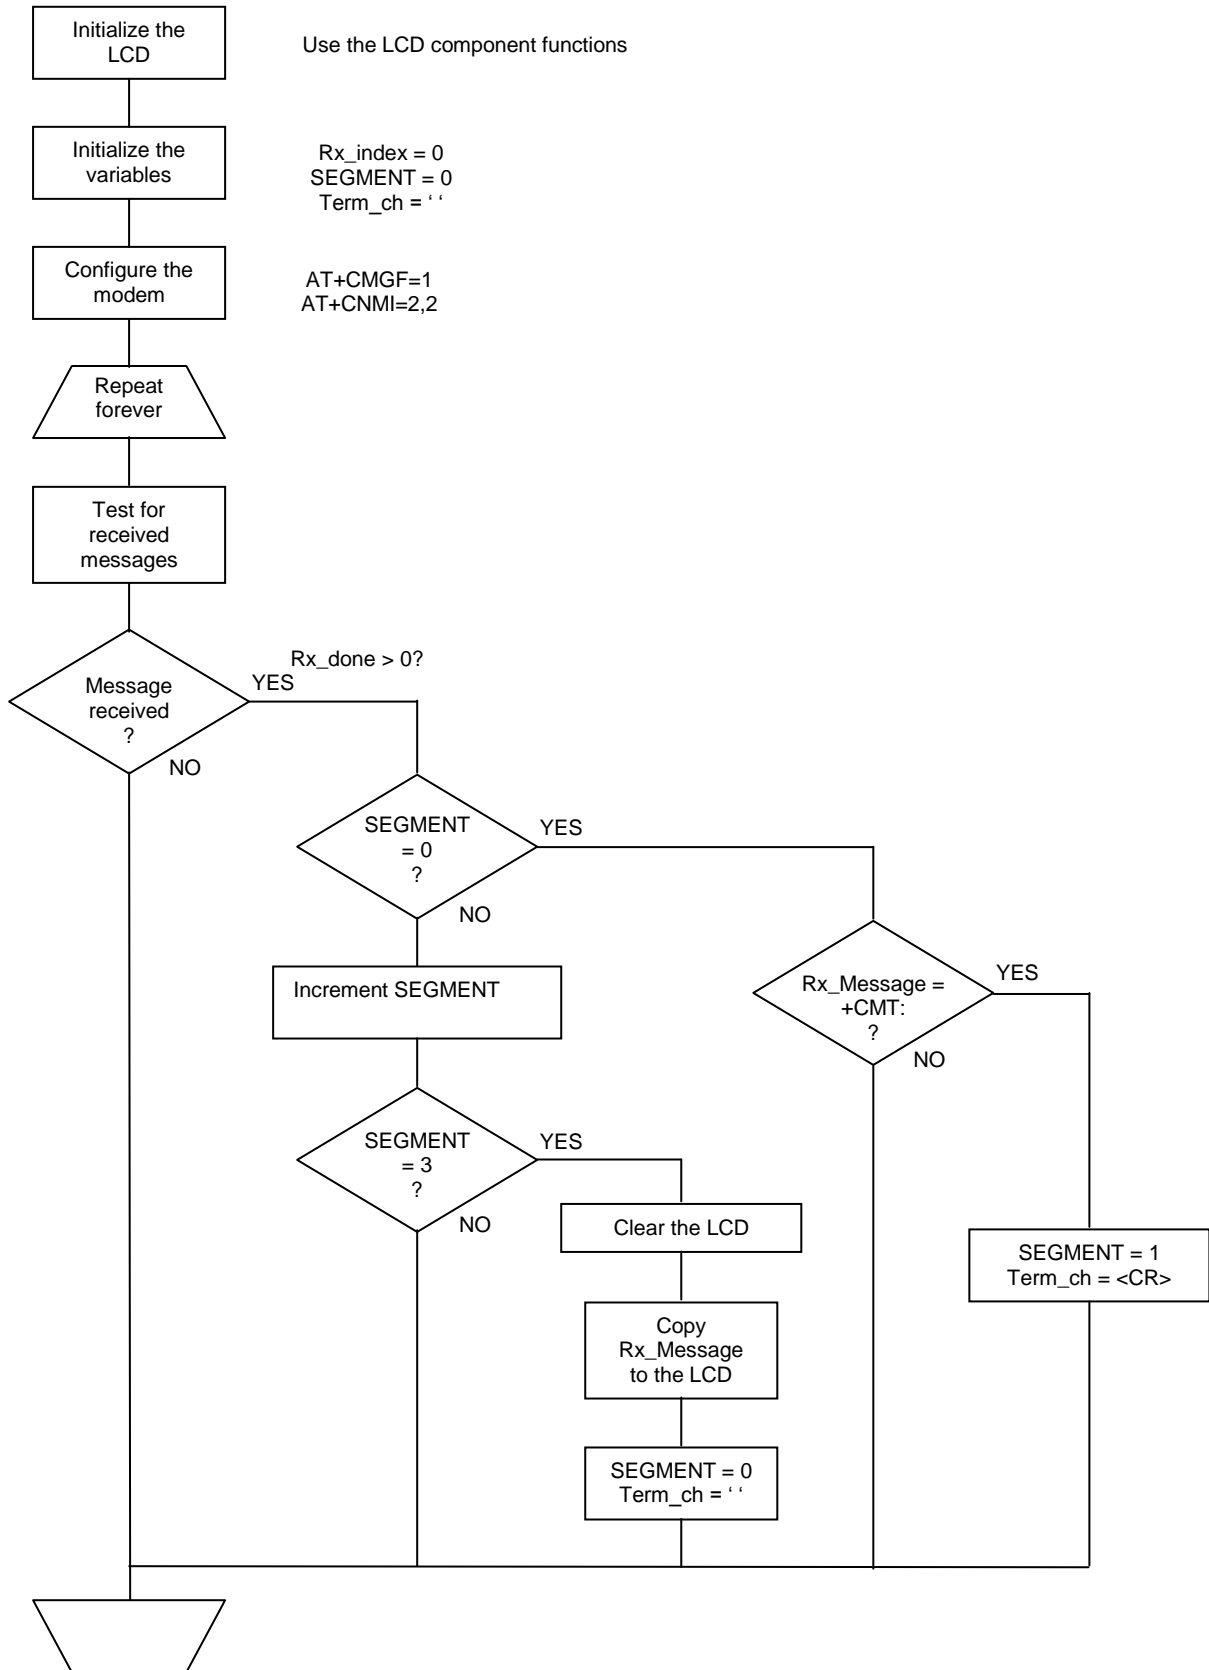 Initialize the
LCD
Use the LCD component functions
Initialize the
variables
Rx_index = 0
SEGMENT = 0
Term_ch = ‘ ‘
Configure the
modem
AT+CMGF=1
AT+CNMI=2,2
Repeat
forever
Test for
received
messages
Message
received
?
Rx_done > 0?
YES
NO
SEGMENT
= 0
?
YES
NO
Increment SEGMENT
Rx_Message =
+CMT:
?
YES
NO
SEGMENT
= 3
?
YES
NO
Clear the LCD
SEGMENT = 1
Term_ch = <CR>
Copy
Rx_Message
to the LCD
SEGMENT = 0
Term_ch = ‘ ‘